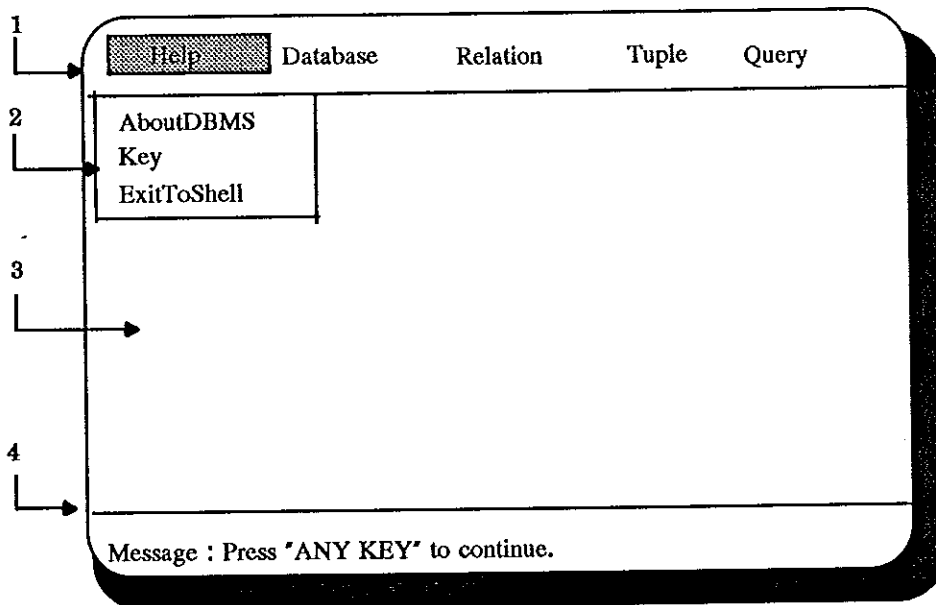 1
Help Database Relation Tuple Query
2
AboutDBMS
Key
ExitToShell
3
4
Message : Press "ANY KEY" to continue.